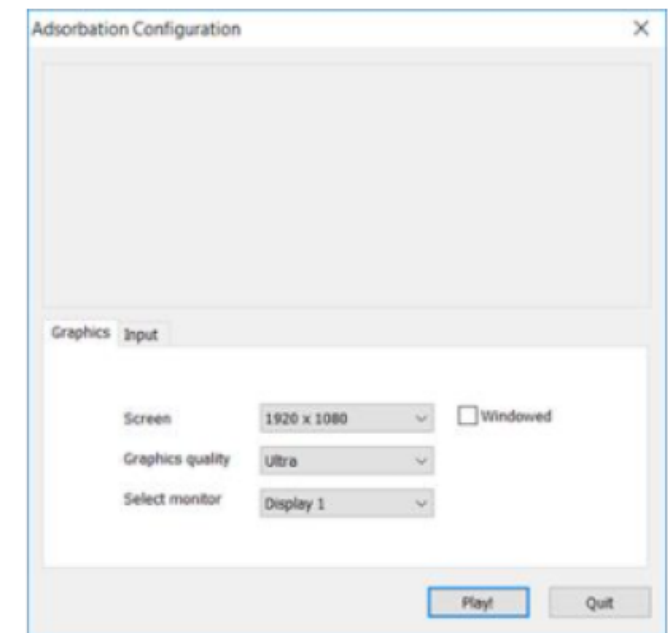 Adsorbation Configuration
Graphics Input
Screen 1920 x 1080 Windowed
Graphics quality Ultra
Select monitor Display 1
Play! Quit